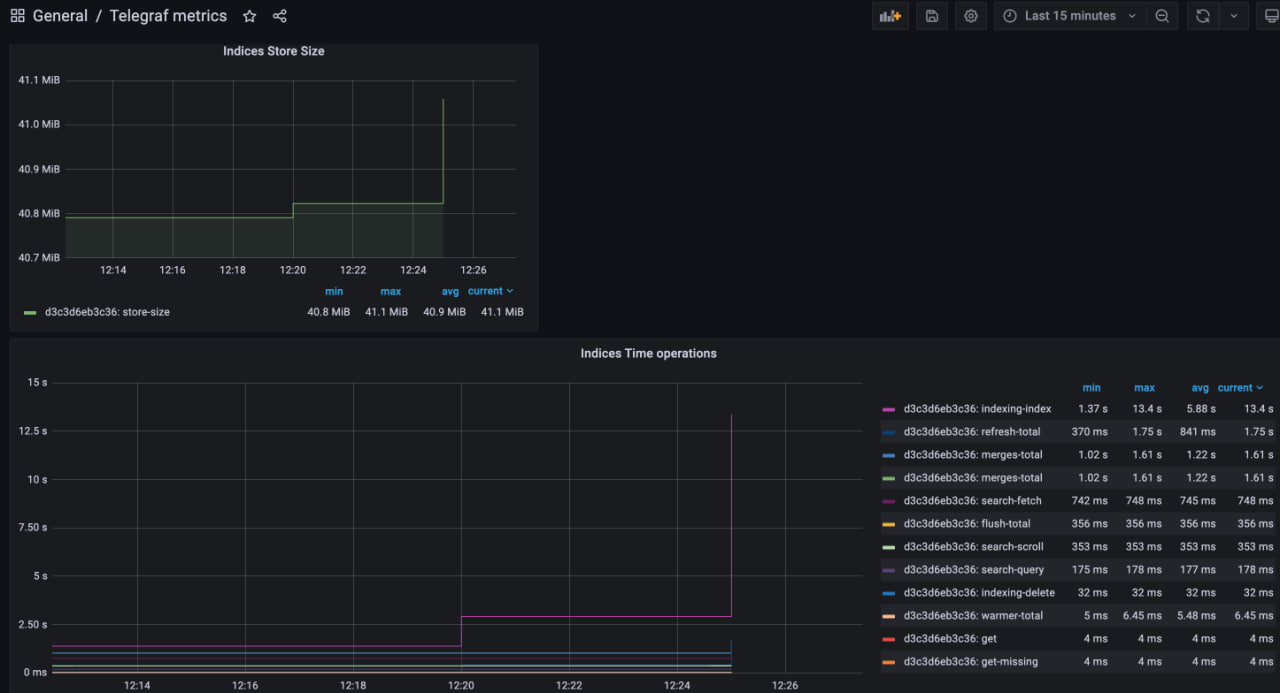 General / Telegraf metrics
Last 15 minutes
Indices Store Size
41.1 MiB
41.0 MiB
40.9 MiB
40.8 MiB
40.7 MiB
12:14 12:16 12:18 12:20 12:22 12:24 12:26
min max avg current
d3c3d6eb3c36: store-size 40.8 MiB 41.1 MiB 40.9 MiB 41.1 MiB
Indices Time operations
15 s
12.5 s
10 s
7.50 s
5 s
2.50 s
0 ms
12:14 12:16 12:18 12:20 12:22 12:24 12:26
min max avg current
d3c3d6eb3c36: indexing-index 1.37 s 13.4 s 5.88 s 13.4 s
d3c3d6eb3c36: refresh-total 370 ms 1.75 s 841 ms 1.75 s
d3c3d6eb3c36: merges-total 1.02 s 1.61 s 1.22 s 1.61 s
d3c3d6eb3c36: merges-total 1.02 s 1.61 s 1.22 s 1.61 s
d3c3d6eb3c36: search-fetch 742 ms 748 ms 745 ms 748 ms
d3c3d6eb3c36: flush-total 356 ms 356 ms 356 ms 356 ms
d3c3d6eb3c36: search-scroll 353 ms 353 ms 353 ms 353 ms
d3c3d6eb3c36: search-query 175 ms 178 ms 177 ms 178 ms
d3c3d6eb3c36: indexing-delete 32 ms 32 ms 32 ms 32 ms
d3c3d6eb3c36: warmer-total 5 ms 6.45 ms 5.48 ms 6.45 ms
d3c3d6eb3c36: get 4 ms 4 ms 4 ms 4 ms
d3c3d6eb3c36: get-missing 4 ms 4 ms 4 ms 4 ms